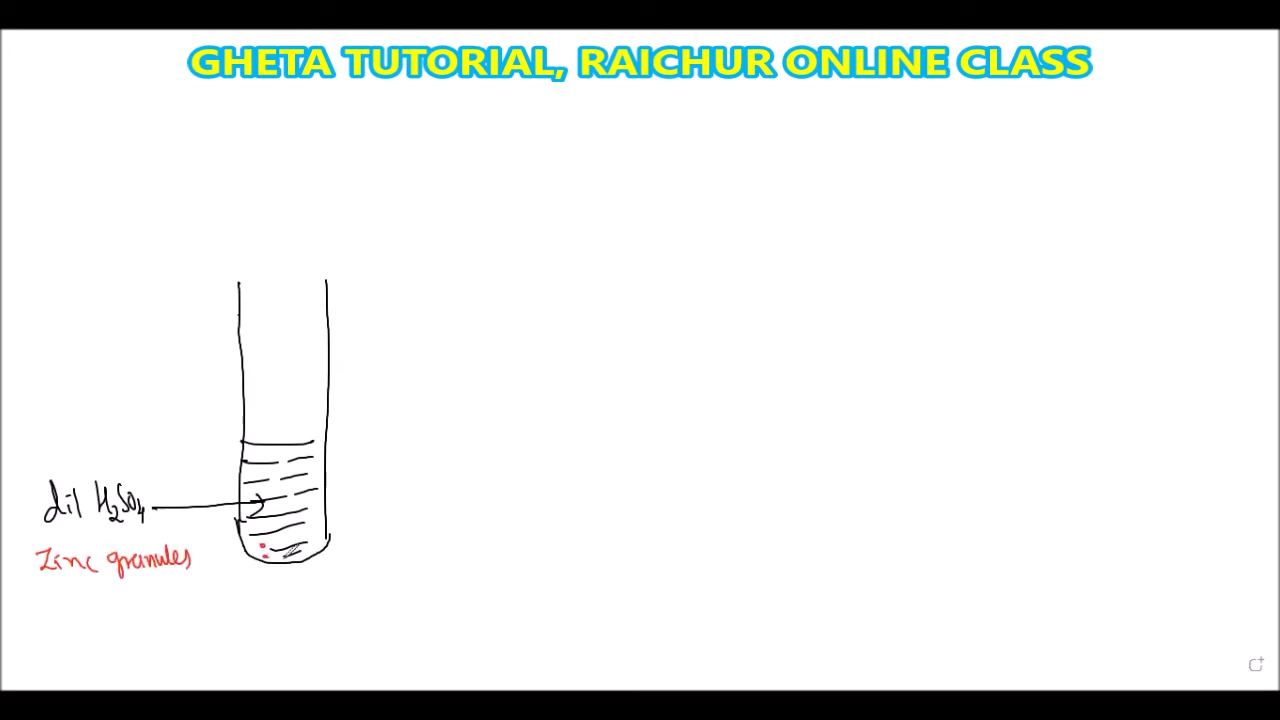 GHETA TUTORIAL, RAICHUR ONLINE CLASS
dil H₂SO₄
Zinc granules